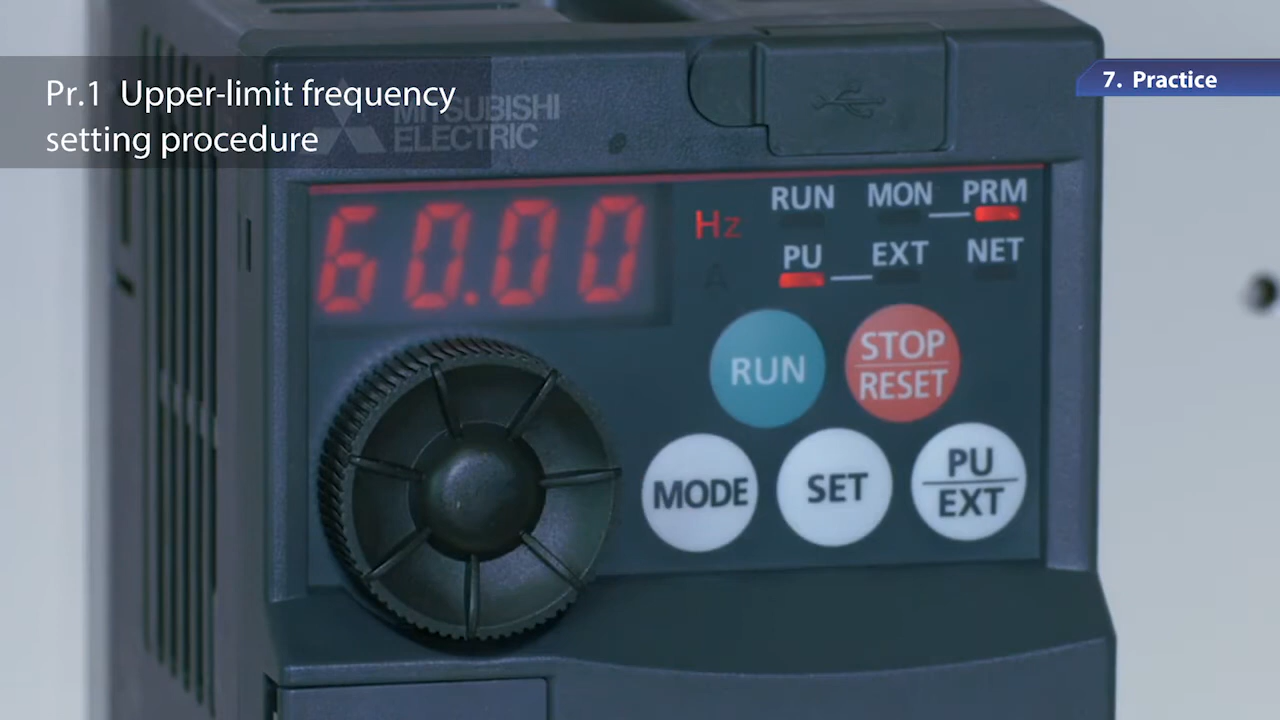 Pr.1 Upper-limit frequency
setting procedure
7. Practice
MITSUBISHI
ELECTRIC
60.00
Hz
A
RUN MON PRM
PU EXT NET
RUN
STOP
RESET
MODE
SET
PU
EXT